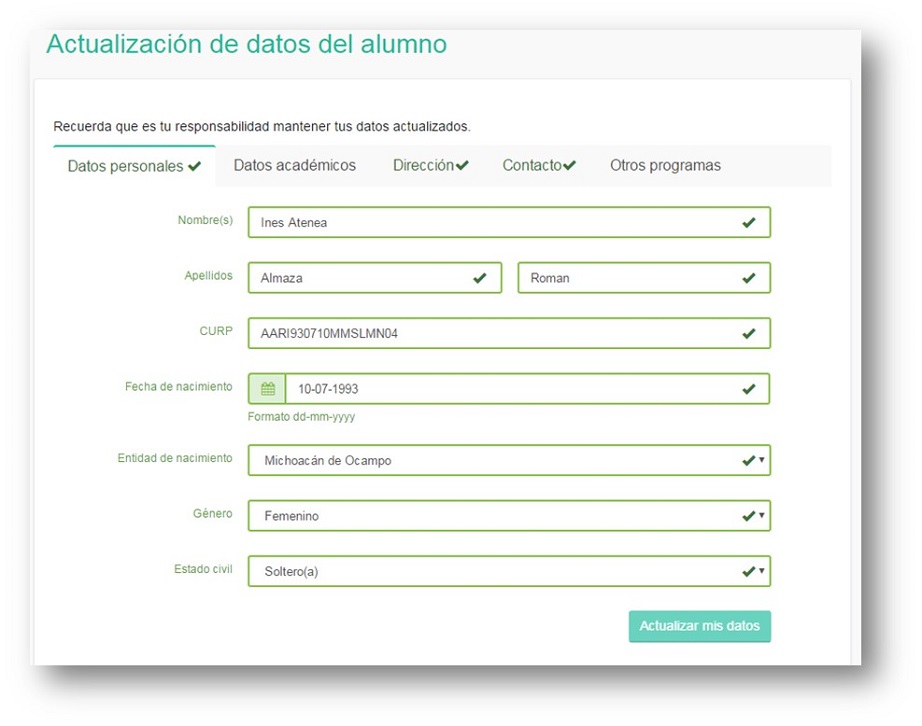 Actualización de datos del alumno
Recuerda que es tu responsabilidad mantener tus datos actualizados.
Datos personales Datos académicos Dirección Contacto Otros programas
Nombre(s) Ines Atenea
Apellidos Almaza Roman
CURP AARI930710MMSLMN04
Fecha de nacimiento 10-07-1993
Formato dd-mm-yyyy
Entidad de nacimiento Michoacán de Ocampo
Género Femenino
Estado civil Soltero(a)
Actualizar mis datos